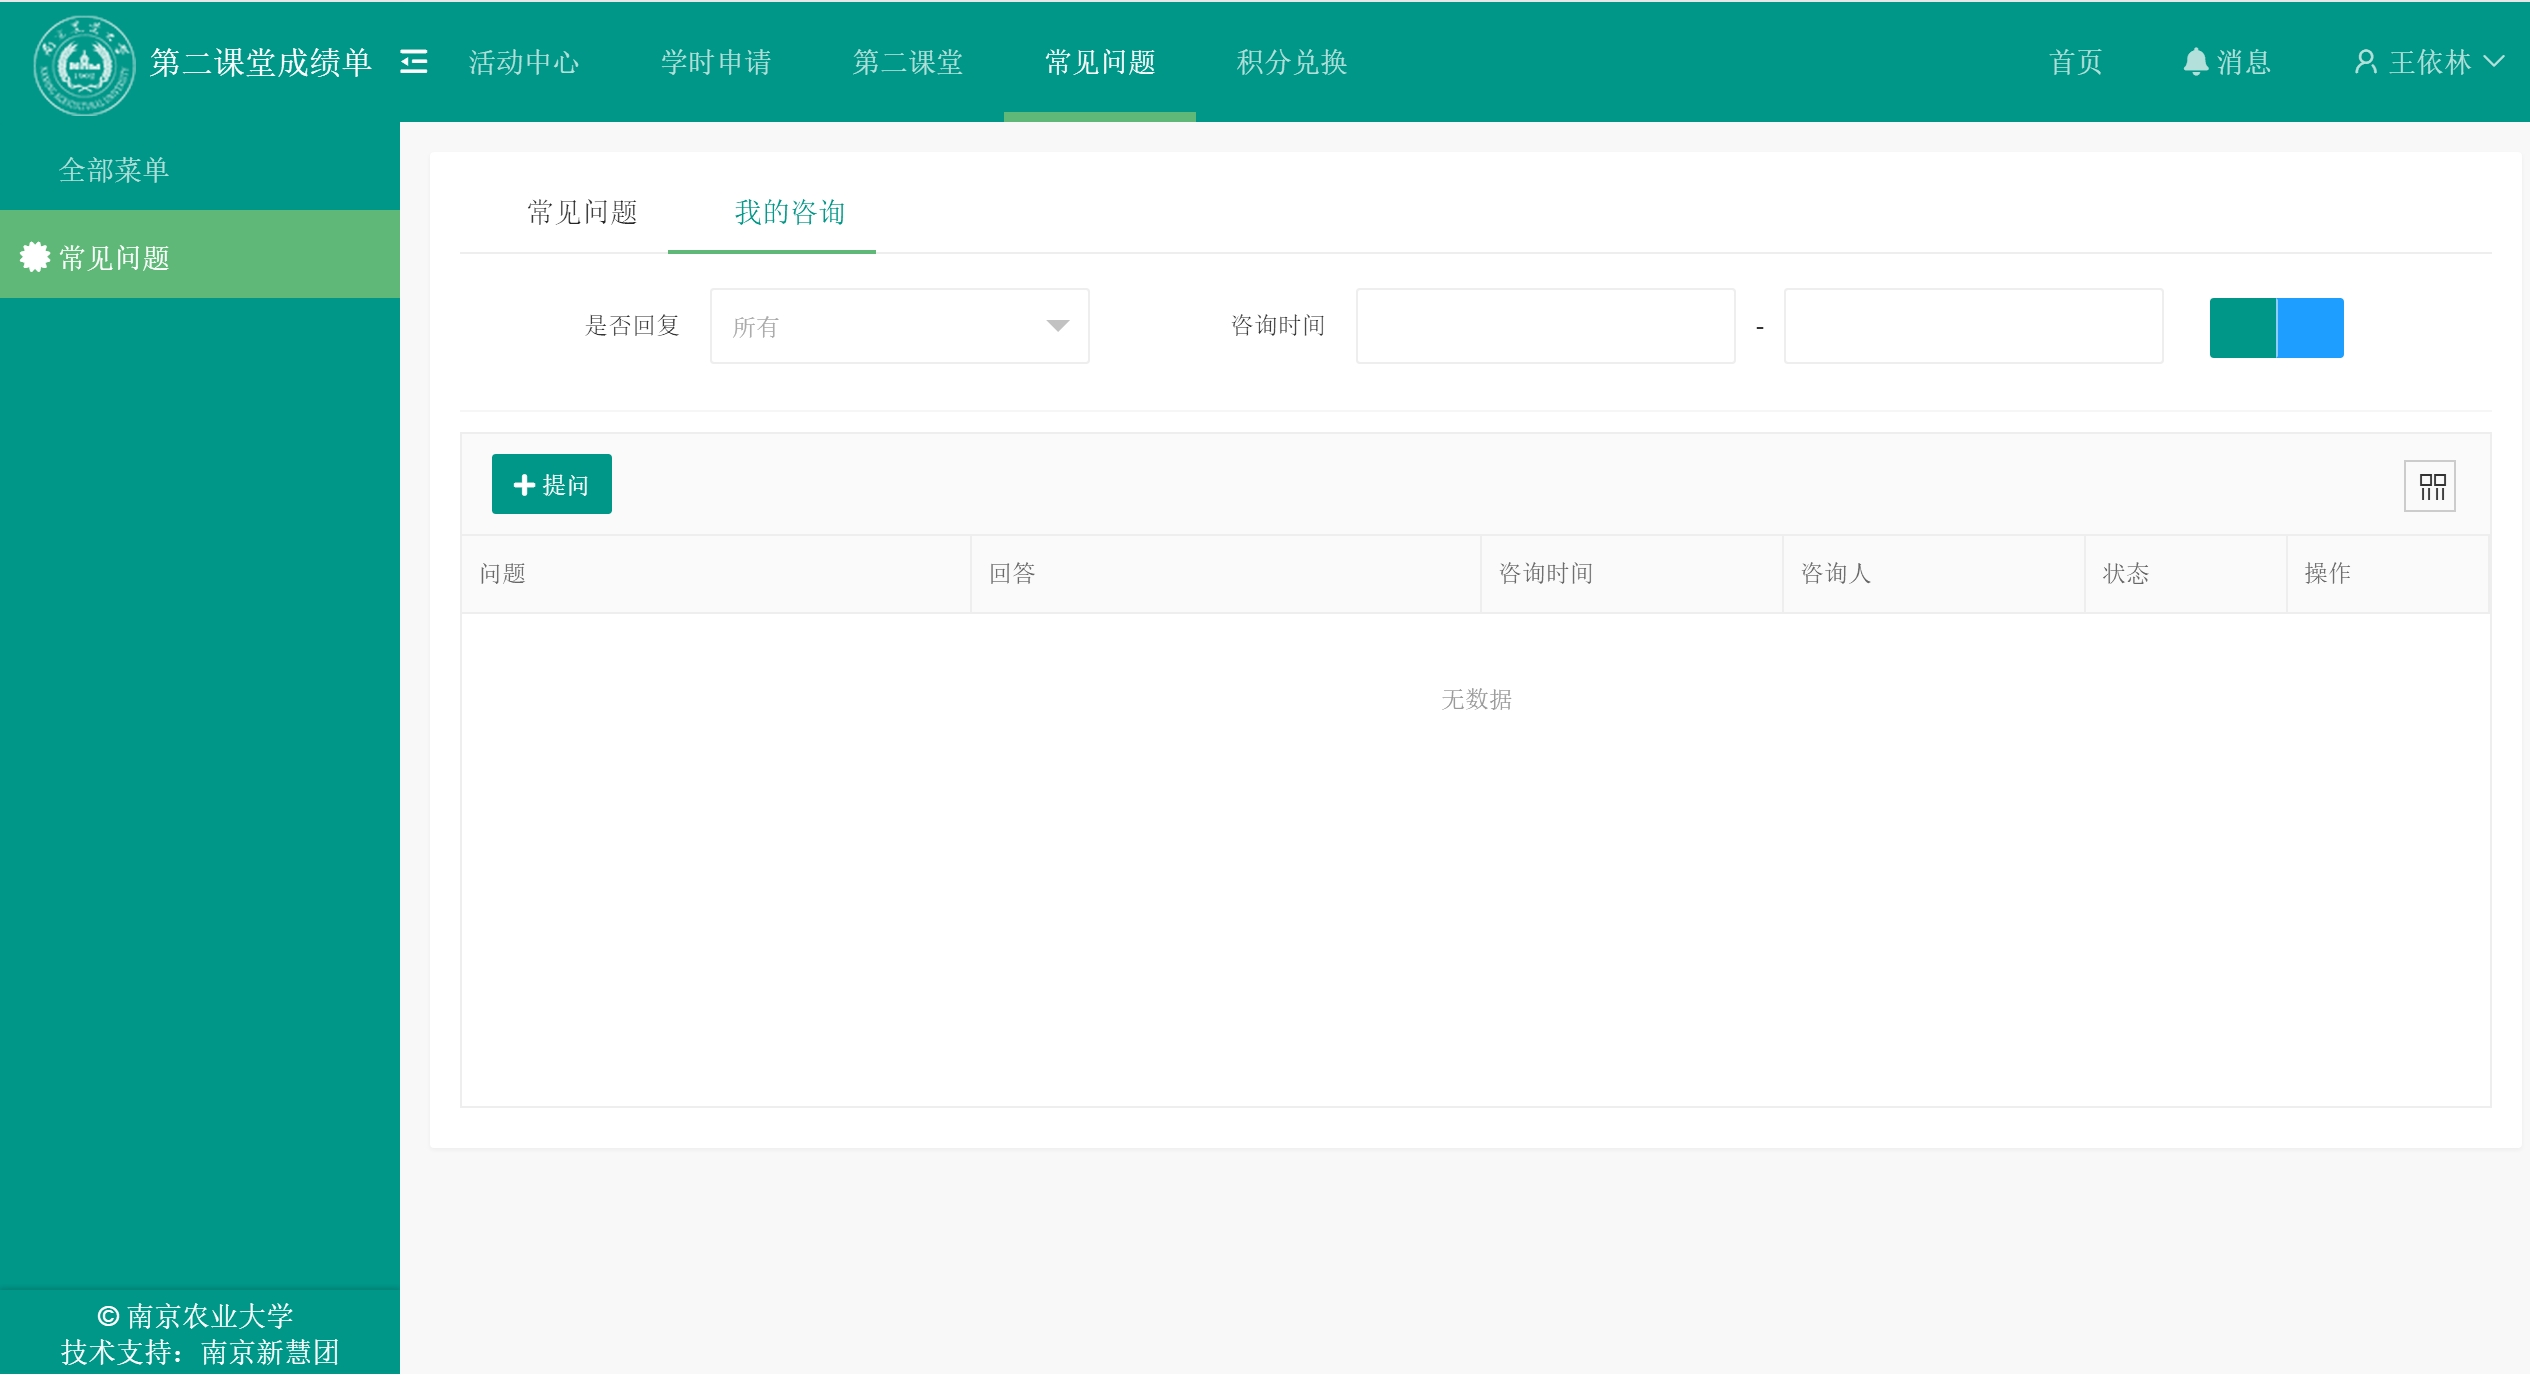 第二课堂成绩单
活动中心 学时申请 第二课堂 常见问题 积分兑换 首页 消息 王依林
全部菜单
常见问题
常见问题 我的咨询
是否回复 所有 咨询时间 -
提问
问题 回答 咨询时间 咨询人 状态 操作
无数据
© 南京农业大学
技术支持：南京新慧团